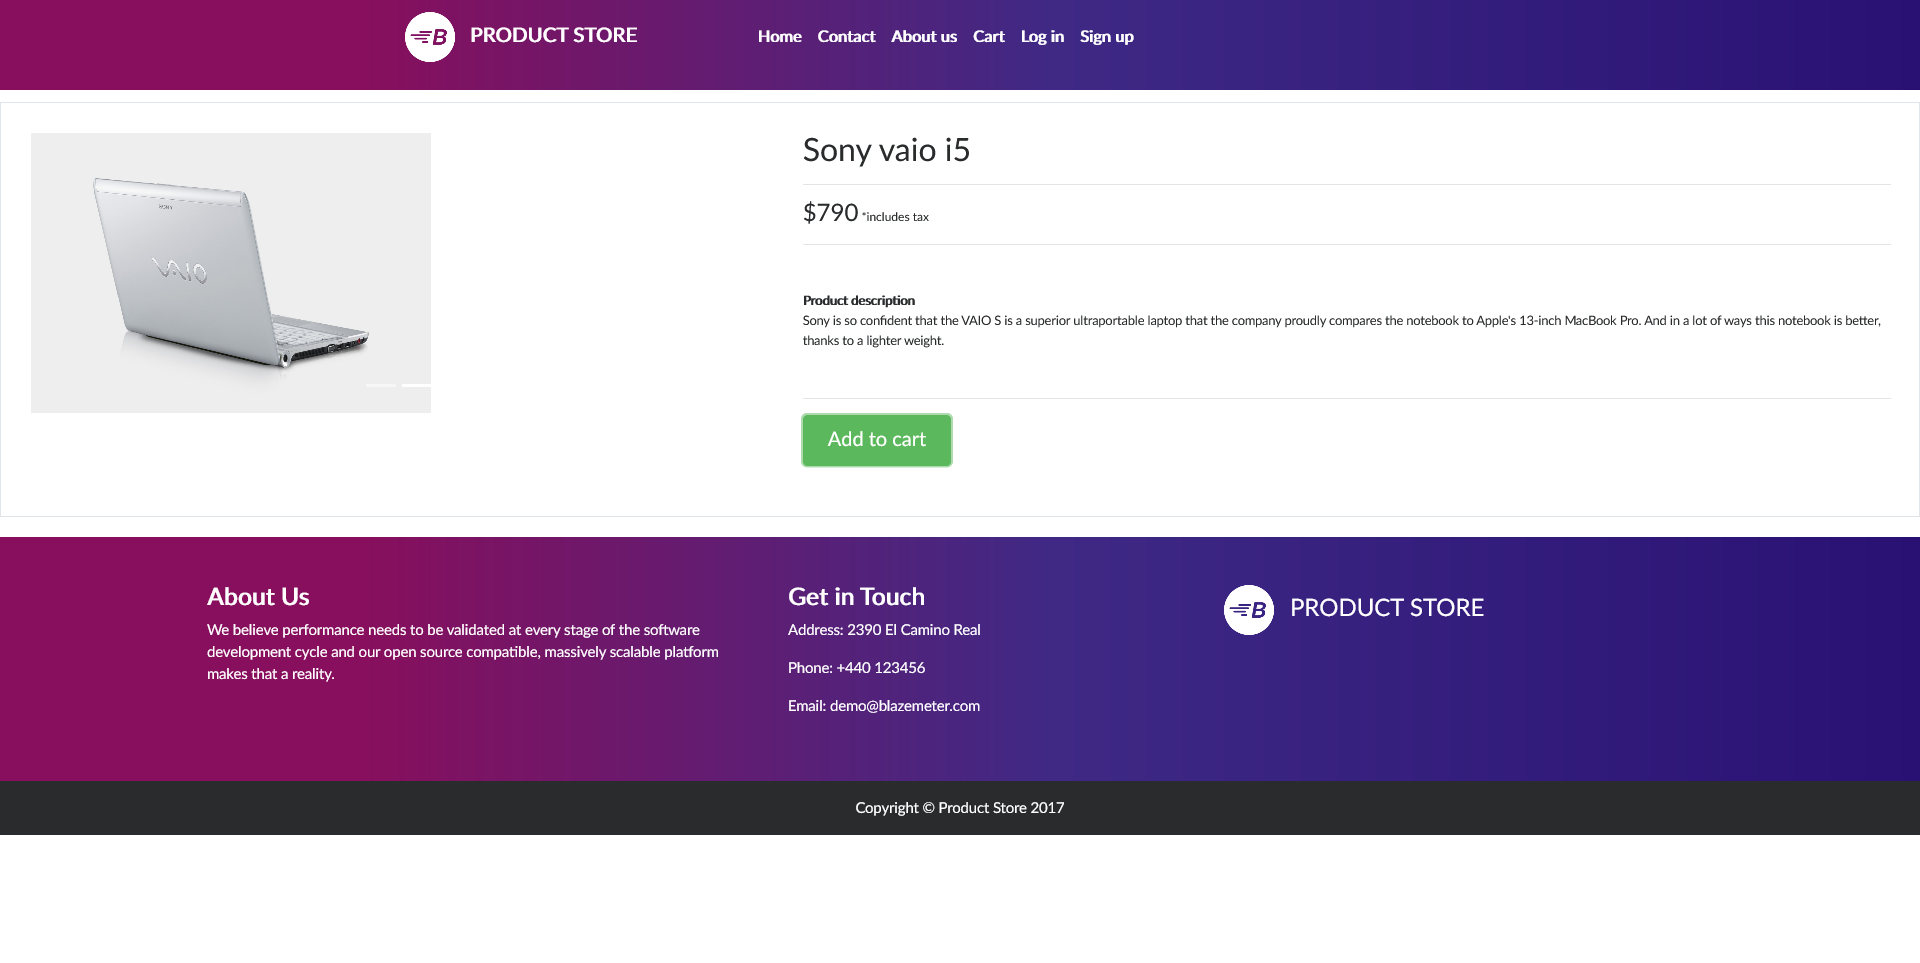 PRODUCT STORE
Home Contact About us Cart Log in Sign up
SONY
VAIO
Sony vaio i5
$790 *includes tax
Product description
Sony is so confident that the VAIO S is a superior ultraportable laptop that the company proudly compares the notebook to Apple's 13-inch MacBook Pro. And in a lot of ways this notebook is better,
thanks to a lighter weight.
Add to cart
About Us
We believe performance needs to be validated at every stage of the software
development cycle and our open source compatible, massively scalable platform
makes that a reality.
Get in Touch
Address: 2390 El Camino Real
Phone: +440 123456
Email: demo@blazemeter.com
B PRODUCT STORE
Copyright © Product Store 2017